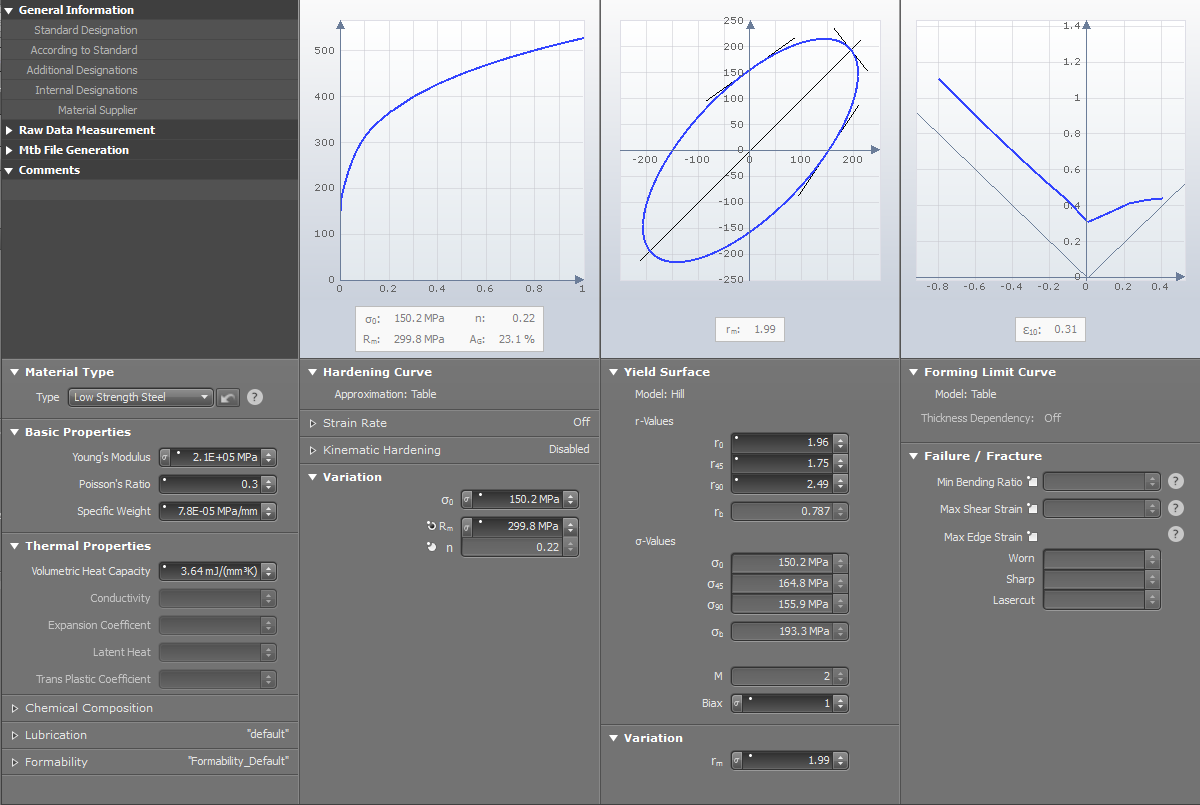 General Information
Standard Designation
According to Standard
Additional Designations
Internal Designations
Material Supplier
Raw Data Measurement
Mtb File Generation
Comments
500
400
300
200
100
0
0 0.2 0.4 0.6 0.8 1
σ0: 150.2 MPa n: 0.22
Rm: 299.8 MPa AG: 23.1 %
250
200
150
100
50
-200 -100 0 100 200
-50
-100
-150
-200
-250
rm: 1.99
1.4
1.2
1
0.8
0.6
0.4
0.2
0
-0.8 -0.6 -0.4 -0.2 0 0.2 0.4
ε10: 0.31
Material Type
Type Low Strength Steel ?
Basic Properties
Young's Modulus σ 2.1E+05 MPa
Poisson's Ratio 0.3
Specific Weight 7.8E-05 MPa/mm
Thermal Properties
Volumetric Heat Capacity 3.64 mJ/(mm³K)
Conductivity
Expansion Coefficent
Latent Heat
Trans Plastic Coefficient
Chemical Composition
Lubrication "default"
Formability "Formability_Default"
Hardening Curve
Approximation: Table
Strain Rate Off
Kinematic Hardening Disabled
Variation
σ0 σ 150.2 MPa
Rm σ 299.8 MPa
n 0.22
Yield Surface
Model: Hill
r-Values
r0 1.96
r45 1.75
r90 2.49
rb 0.787
σ-Values
σ0 150.2 MPa
σ45 164.8 MPa
σ90 155.9 MPa
σb 193.3 MPa
M 2
Biax σ 1
Variation
rm σ 1.99
Forming Limit Curve
Model: Table
Thickness Dependency: Off
Failure / Fracture
Min Bending Ratio ?
Max Shear Strain ?
Max Edge Strain ?
Worn
Sharp
Lasercut